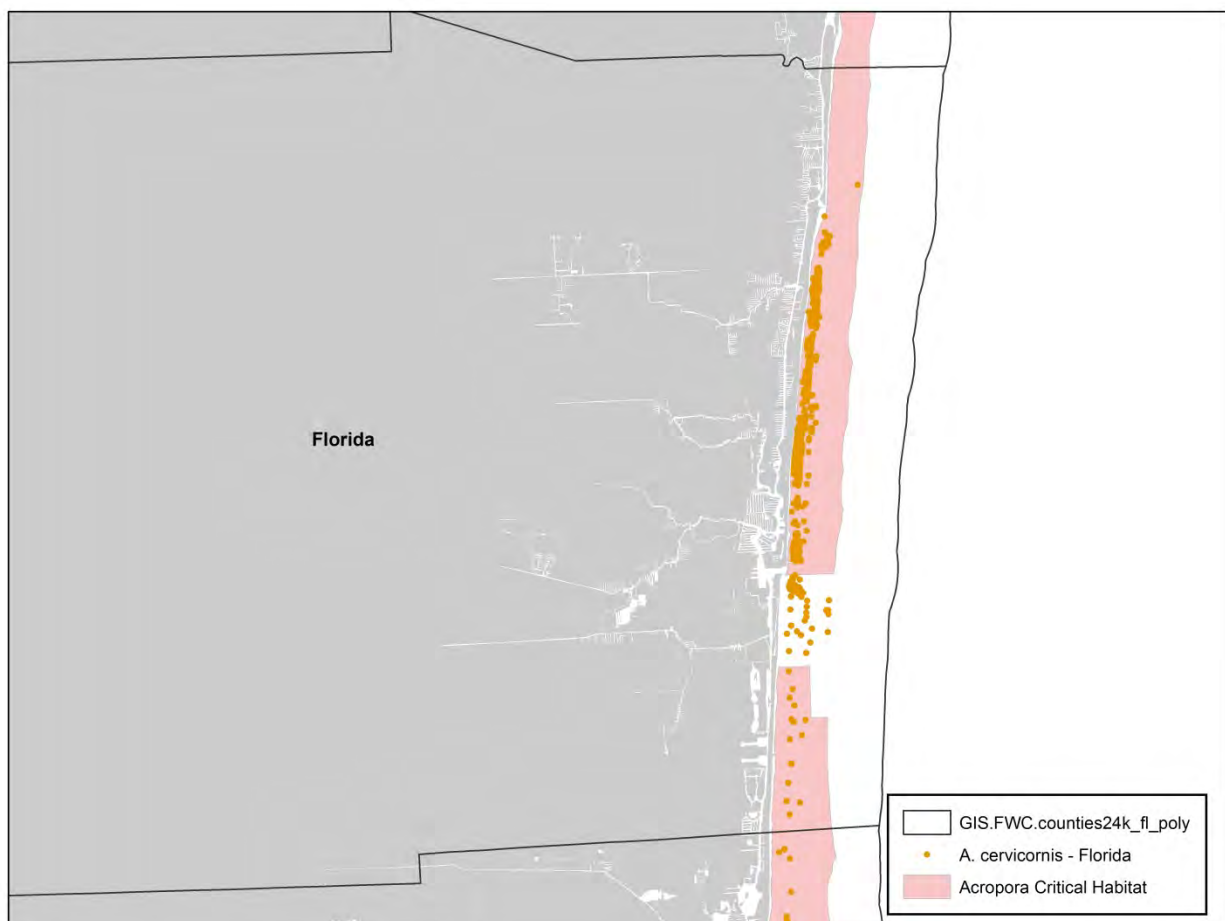 Florida
GIS.FWC.counties24k_fl_poly
A. cervicornis - Florida
Acropora Critical Habitat